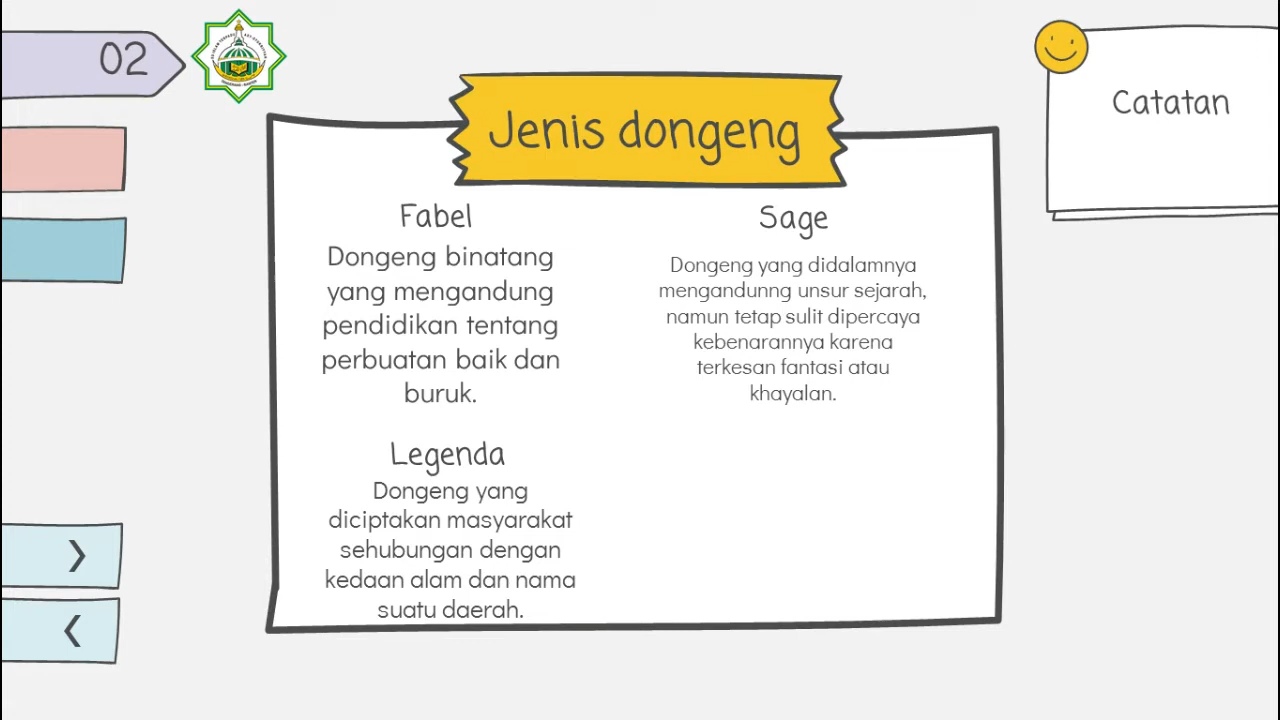 02
Jenis dongeng
Catatan
Fabel
Dongeng binatang
yang mengandung
pendidikan tentang
perbuatan baik dan
buruk.
Sage
Dongeng yang didalamnya
mengandunng unsur sejarah,
namun tetap sulit dipercaya
kebenarannya karena
terkesan fantasi atau
khayalan.
Legenda
Dongeng yang
diciptakan masyarakat
sehubungan dengan
kedaan alam dan nama
suatu daerah.